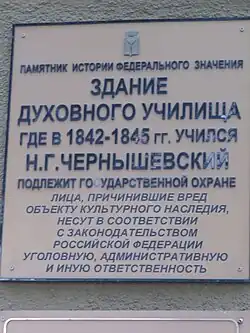 ПАМЯТНИК ИСТОРИИ ФЕДЕРАЛЬНОГО ЗНАЧЕНИЯ
ЗДАНИЕ
ДУХОВНОГО УЧИЛИЩА
ГДЕ В 1842-1845 гг. УЧИЛСЯ
Н.Г.ЧЕРНЫШЕВСКИЙ
ПОДЛЕЖИТ ГОСУДАРСТВЕННОЙ ОХРАНЕ
ЛИЦА, ПРИЧИНИВШИЕ ВРЕД
ОБЪЕКТУ КУЛЬТУРНОГО НАСЛЕДИЯ,
НЕСУТ В СООТВЕТСТВИИ
С ЗАКОНОДАТЕЛЬСТВОМ
РОССИЙСКОЙ ФЕДЕРАЦИИ
УГОЛОВНУЮ, АДМИНИСТРАТИВНУЮ
И ИНУЮ ОТВЕТСТВЕННОСТЬ